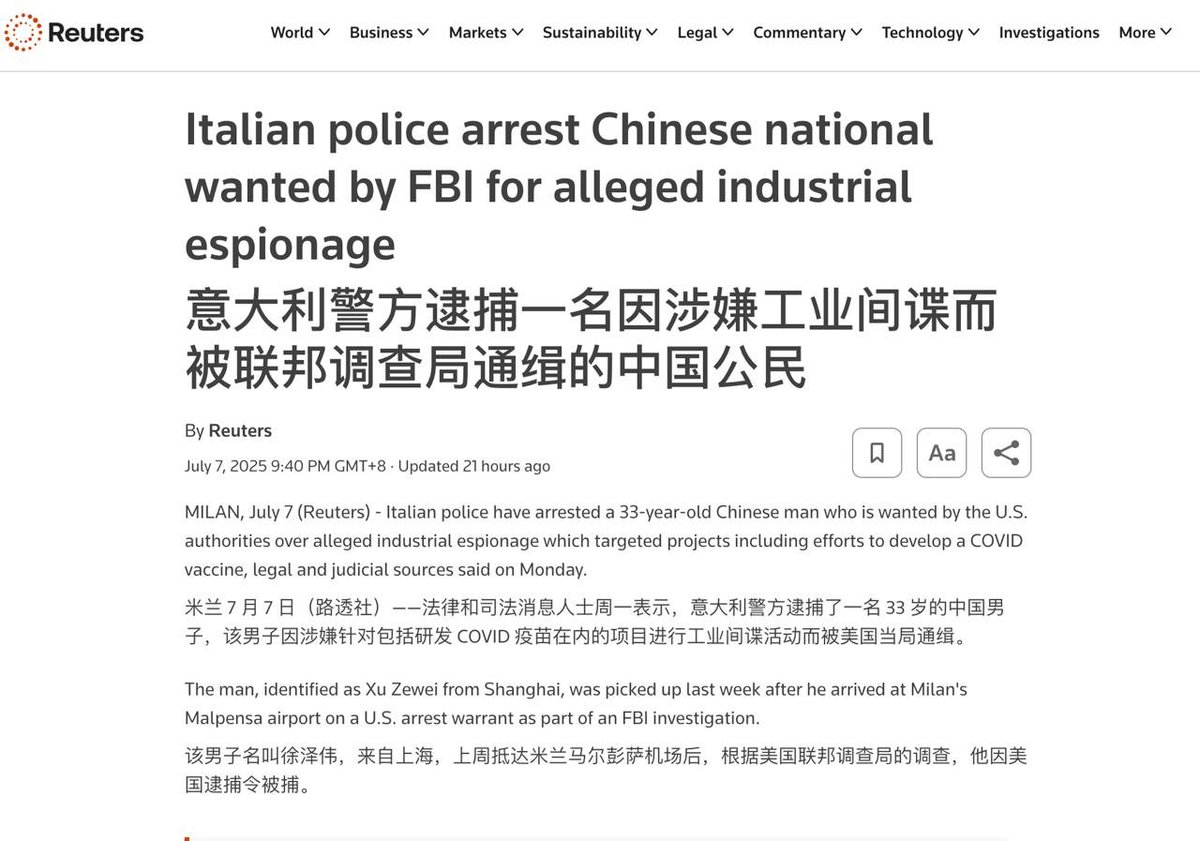 Reuters
World Business Markets Sustainability Legal Commentary Technology Investigations More
Italian police arrest Chinese national
wanted by FBI for alleged industrial
espionage
意大利警方逮捕一名因涉嫌工业间谍而
被联邦调查局通缉的中国公民
By Reuters
July 7, 2025 9:40 PM GMT+8 · Updated 21 hours ago
Aa
MILAN, July 7 (Reuters) - Italian police have arrested a 33-year-old Chinese man who is wanted by the U.S.
authorities over alleged industrial espionage which targeted projects including efforts to develop a COVID
vaccine, legal and judicial sources said on Monday.
米兰 7 月 7 日（路透社）——法律和司法消息人士周一表示，意大利警方逮捕了一名 33 岁的中国男
子，该男子因涉嫌针对包括研发 COVID 疫苗在内的项目进行工业间谍活动而被美国当局通缉。
The man, identified as Xu Zewei from Shanghai, was picked up last week after he arrived at Milan's
Malpensa airport on a U.S. arrest warrant as part of an FBI investigation.
该男子名叫徐泽伟，来自上海，上周抵达米兰马尔彭萨机场后，根据美国联邦调查局的调查，他因美
国逮捕令被捕。